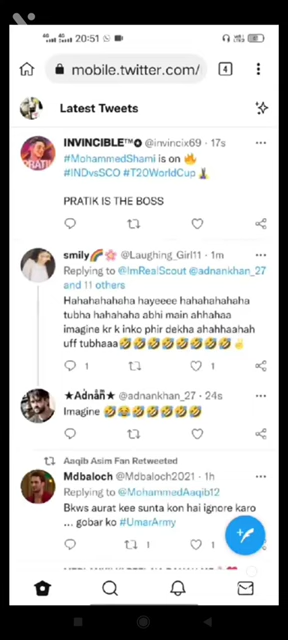 20:51
mobile.twitter.com/
4
Latest Tweets
INVINCIBLE™ @invincix69 · 17s
#MohammedShami is on 🔥
#INDvsSCO #T20WorldCup
PRATIK IS THE BOSS
smily🌈🌸 @Laughing_Girl11 · 1m
Replying to @ImRealScout @adnankhan_27
and 11 others
Hahahahahaha hayeeee hahahahahaha
tubha hahahaha abhi main ahhahaa
imagine kr k inko phir dekha ahahhaahah
uff tubhaaa🤣🤣🤣🤣🤣🤣🤣🤣✌
1 1
★Adnañ★ @adnankhan_27 · 24s
Imagine 🤣😂🤣🤣🤣🤣🤣
Aaqib Asim Fan Retweeted
Mdbaloch @Mdbaloch2021 · 1h
Replying to @MohammedAaqib12
Bkws aurat kee sunta kon hai ignore karo
... gobar ko #UmarArmy
1 1